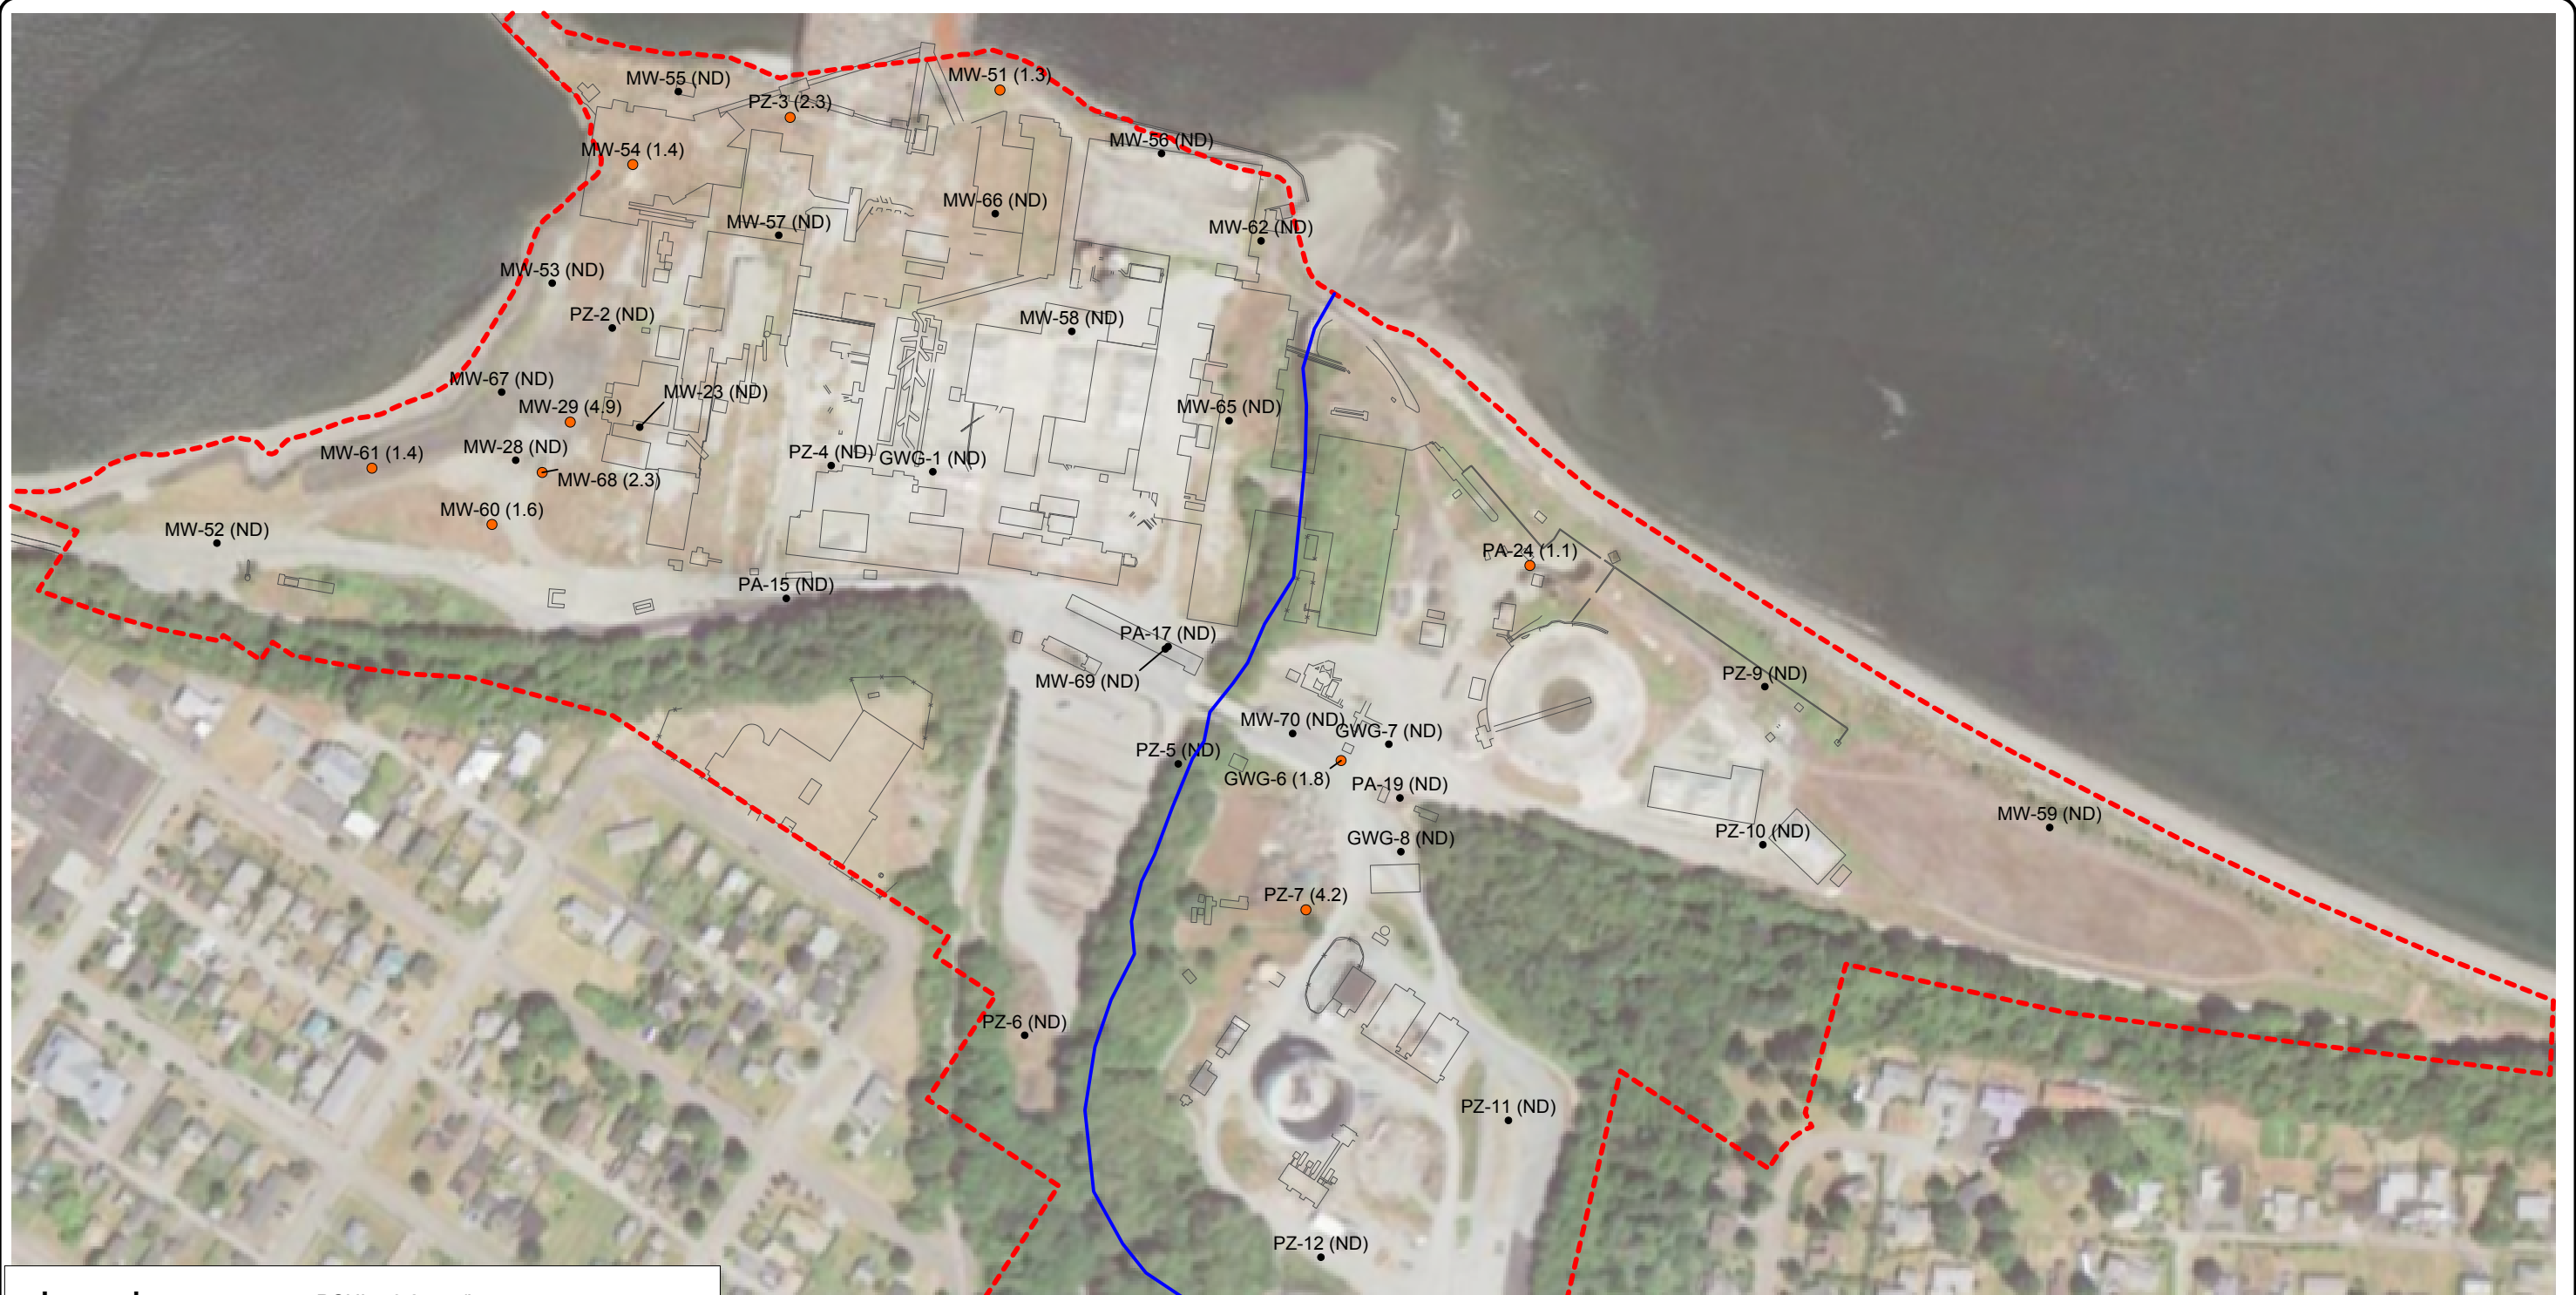 MW-51 (1.3)
MW-55 (ND)
PZ-3 (2.3)
MW-56 (ND)
MW-54 (1.4)
MW-66 (ND)
MW-57 (ND)
MW-62 (ND)
MW-53 (ND)
PZ-2 (ND)
MW-58 (ND)
MW-67 (ND)
MW-23 (ND)
MW-29 (4.9)
MW-65 (ND)
MW-28 (ND)
MW-61 (1.4)
PZ-4 (ND)
GWG-1 (ND)
MW-68 (2.3)
MW-60 (1.6)
MW-52 (ND)
PA-24 (1.1)
PA-15 (ND)
PA-17 (ND)
PZ-9 (ND)
MW-69 (ND)
MW-70 (ND)
GWG-7 (ND)
PZ-5 (ND)
GWG-6 (1.8)
PA-19 (ND)
MW-59 (ND)
PZ-10 (ND)
GWG-8 (ND)
PZ-7 (4.2)
PZ-6 (ND)
PZ-11 (ND)
PZ-12 (ND)